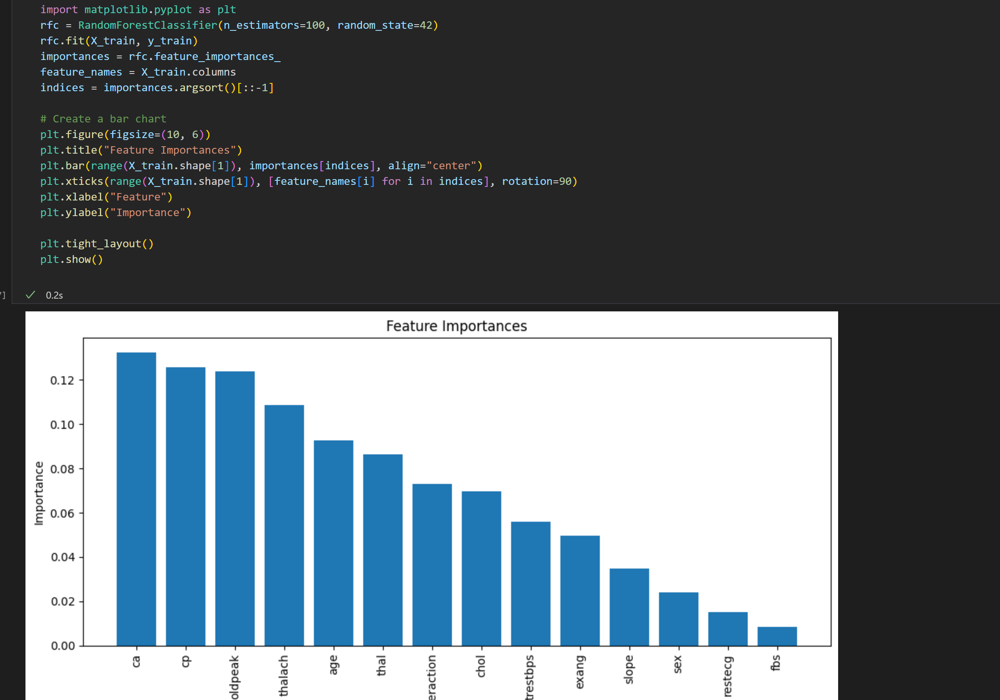 import matplotlib.pyplot as plt
rfc = RandomForestClassifier(n_estimators=100, random_state=42)
rfc.fit(X_train, y_train)
importances = rfc.feature_importances_
feature_names = X_train.columns
indices = importances.argsort()[::-1]
# Create a bar chart
plt.figure(figsize=(10, 6))
plt.title("Feature Importances")
plt.bar(range(X_train.shape[1]), importances[indices], align="center")
plt.xticks(range(X_train.shape[1]), [feature_names[i] for i in indices], rotation=90)
plt.xlabel("Feature")
plt.ylabel("Importance")
plt.tight_layout()
plt.show()
] ✓ 0.2s
Feature Importances
Importance
0.12
0.10
0.08
0.06
0.04
0.02
0.00
ca
cp
oldpeak
thalach
age
thal
eraction
chol
trestbps
exang
slope
sex
restecg
fbs